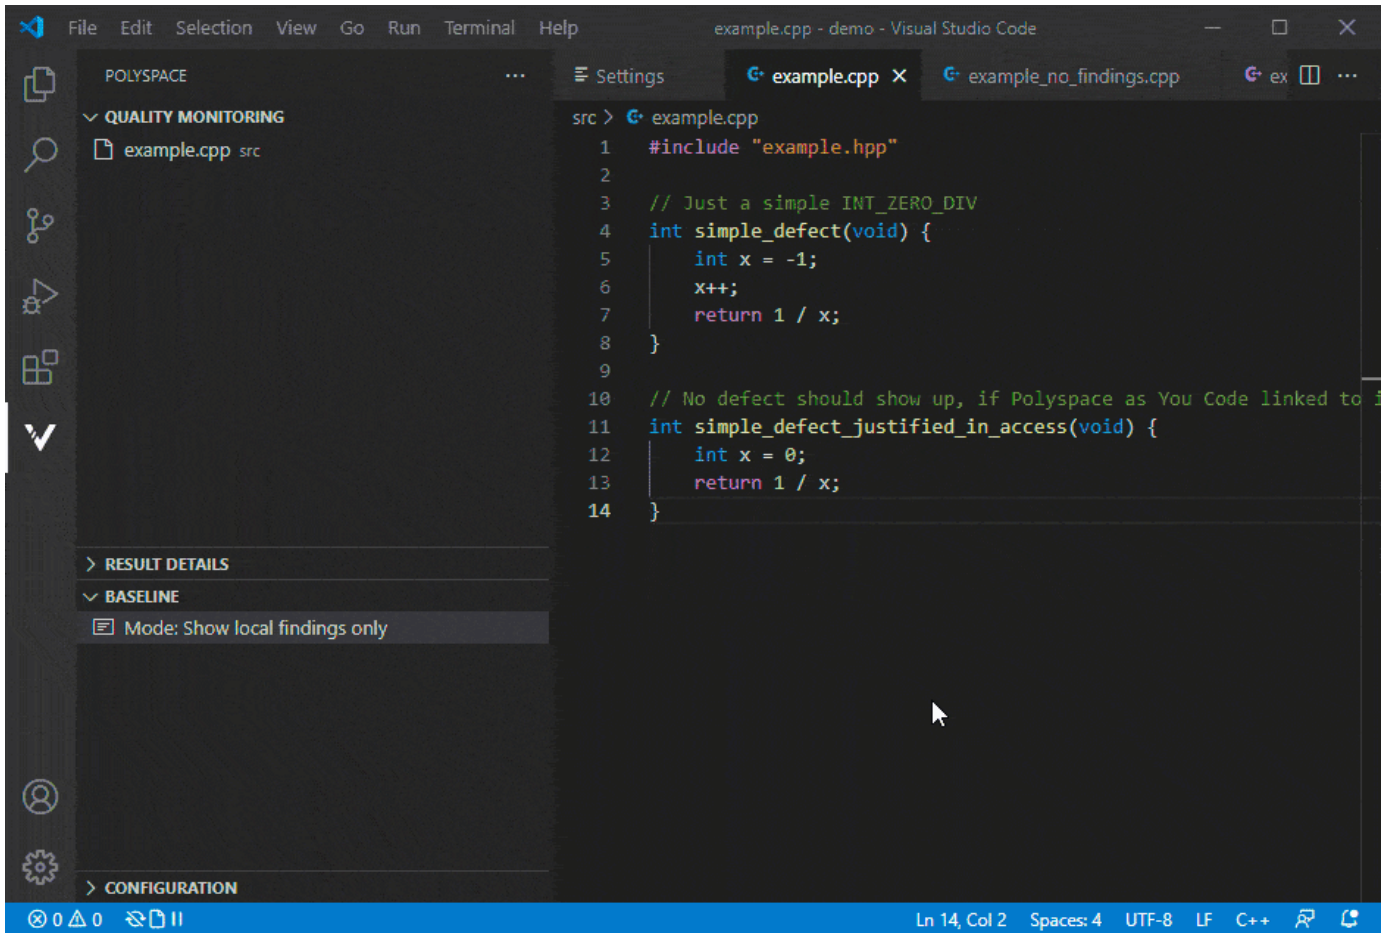 File Edit Selection View Go Run Terminal Help example.cpp - demo - Visual Studio Code
POLYSPACE
QUALITY MONITORING
example.cpp src
RESULT DETAILS
BASELINE
Mode: Show local findings only
CONFIGURATION
Settings example.cpp example_no_findings.cpp ex
src > example.cpp
1 #include "example.hpp"
2
3 // Just a simple INT_ZERO_DIV
4 int simple_defect(void) {
5 int x = -1;
6 x++;
7 return 1 / x;
8 }
9
10 // No defect should show up, if Polyspace as You Code linked to i
11 int simple_defect_justified_in_access(void) {
12 int x = 0;
13 return 1 / x;
14 }
0 0 Ln 14, Col 2 Spaces: 4 UTF-8 LF C++